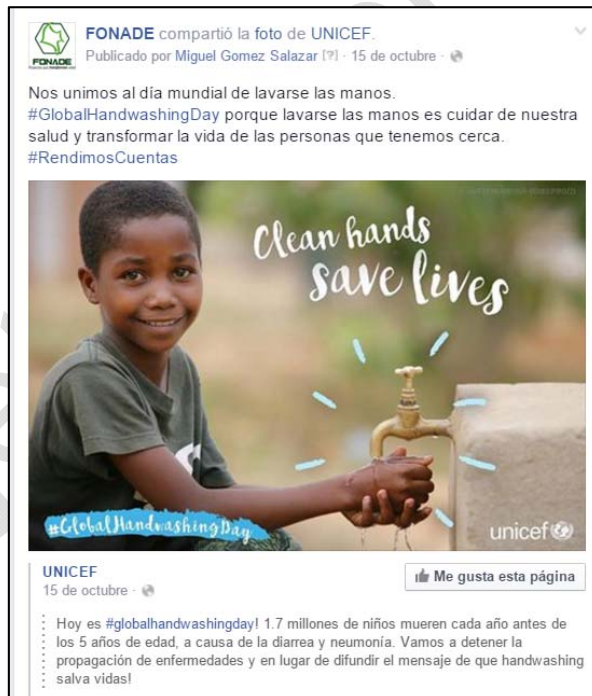 FONADE compartió la foto de UNICEF.
Publicado por Miguel Gomez Salazar [?] · 15 de octubre ·
FONADE
Nos unimos al día mundial de lavarse las manos.
#GlobalHandwashingDay porque lavarse las manos es cuidar de nuestra
salud y transformar la vida de las personas que tenemos cerca.
#RendimosCuentas
Clean hands
save lives
#GlobalHandwashingDay
unicef
UNICEF
15 de octubre ·
Me gusta esta página
Hoy es #globalhandwashingday! 1.7 millones de niños mueren cada año antes de
los 5 años de edad, a causa de la diarrea y neumonía. Vamos a detener la
propagación de enfermedades y en lugar de difundir el mensaje de que handwashing
salva vidas!